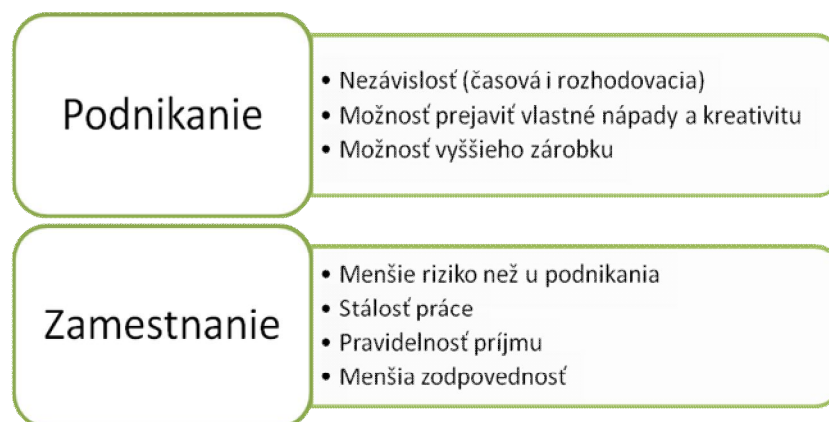 Podnikanie
• Nezávislosť (časová i rozhodovacia)
• Možnosť prejaviť vlastné nápady a kreativitu
• Možnosť vyššieho zárobku
Zamestnanie
• Menšie riziko než u podnikania
• Stálosť práce
• Pravidelnosť príjmu
• Menšia zodpovednosť